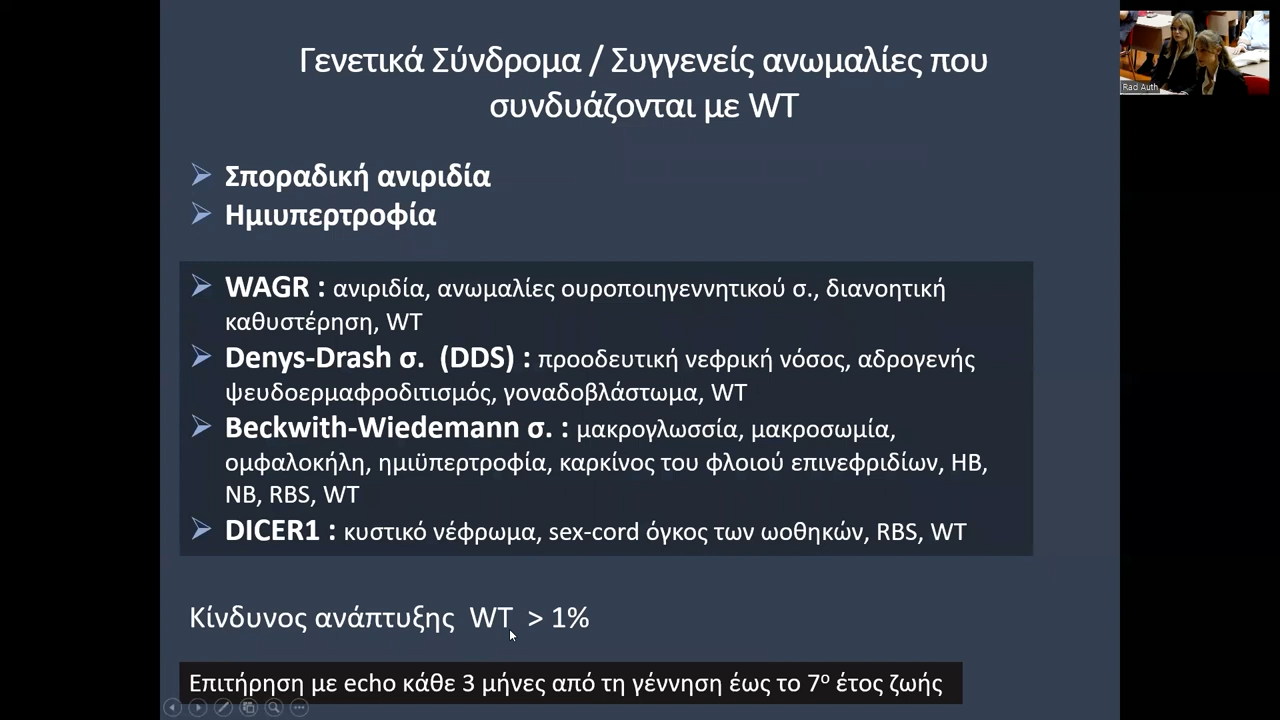 Γενετικά Σύνδρομα / Συγγενείς ανωμαλίες που
συνδυάζονται με WT
Σποραδική ανιριδία
Ημιυπερτροφία
WAGR : ανιριδία, ανωμαλίες ουροποιηγεννητικού σ., διανοητική
καθυστέρηση, WT
Denys-Drash σ. (DDS) : προοδευτική νεφρική νόσος, αδρογενής
ψευδοερμαφροδιτισμός, γοναδοβλάστωμα, WT
Beckwith-Wiedemann σ. : μακρογλωσσία, μακροσωμία,
ομφαλοκήλη, ημιϋπερτροφία, καρκίνος του φλοιού επινεφριδίων, HB,
NB, RBS, WT
DICER1 : κυστικό νέφρωμα, sex-cord όγκος των ωοθηκών, RBS, WT
Κίνδυνος ανάπτυξης WT > 1%
Επιτήρηση με echo κάθε 3 μήνες από τη γέννηση έως το 7ο έτος ζωής
Rad Auth